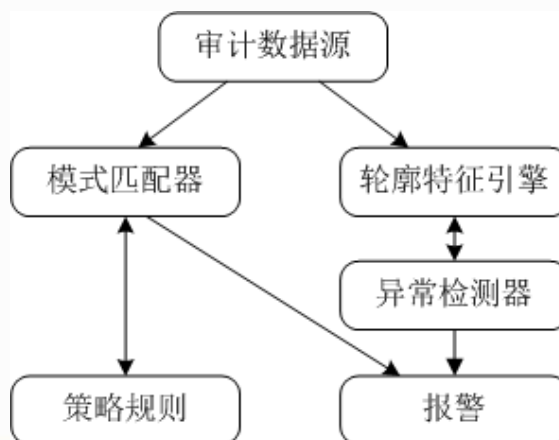 审计数据源
模式匹配器
轮廓特征引擎
异常检测器
策略规则
报警